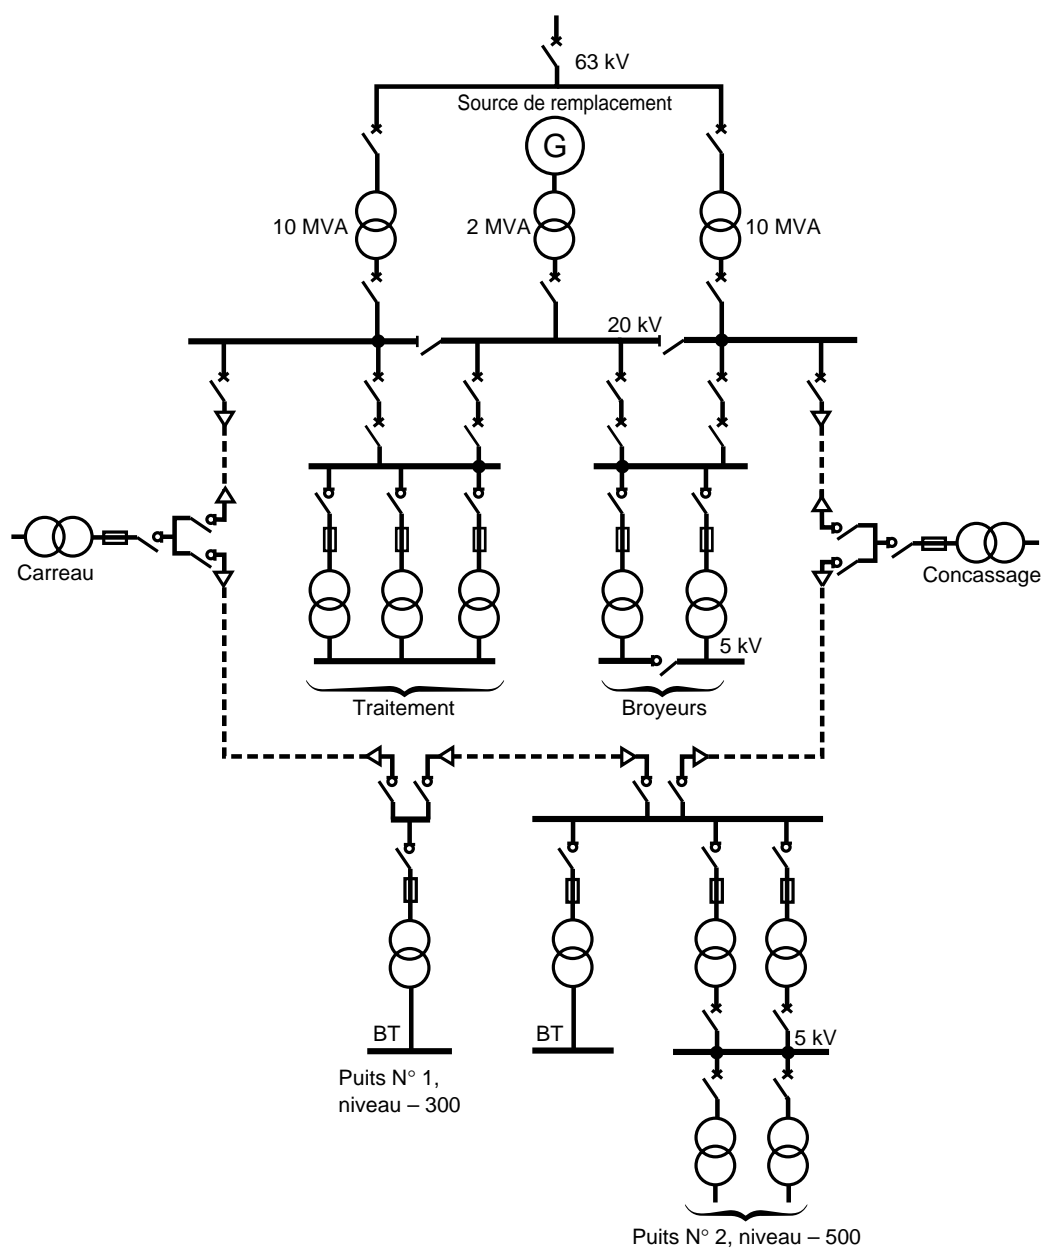 63 kV
Source de remplacement
G
10 MVA
2 MVA
10 MVA
20 kV
Carreau
Concassage
5 kV
Traitement
Broyeurs
BT
BT
5 kV
Puits N° 1,
niveau – 300
Puits N° 2, niveau – 500